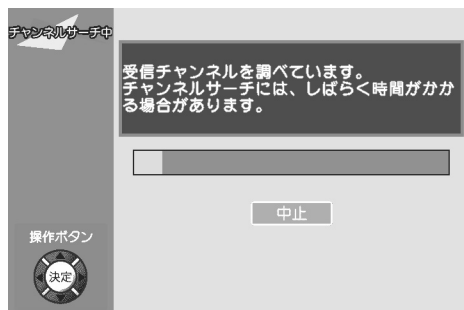 チャンネルサーチ中
受信チャンネルを調べています。
チャンネルサーチには、しばらく時間がかか
る場合があります。
中止
操作ボタン
決定